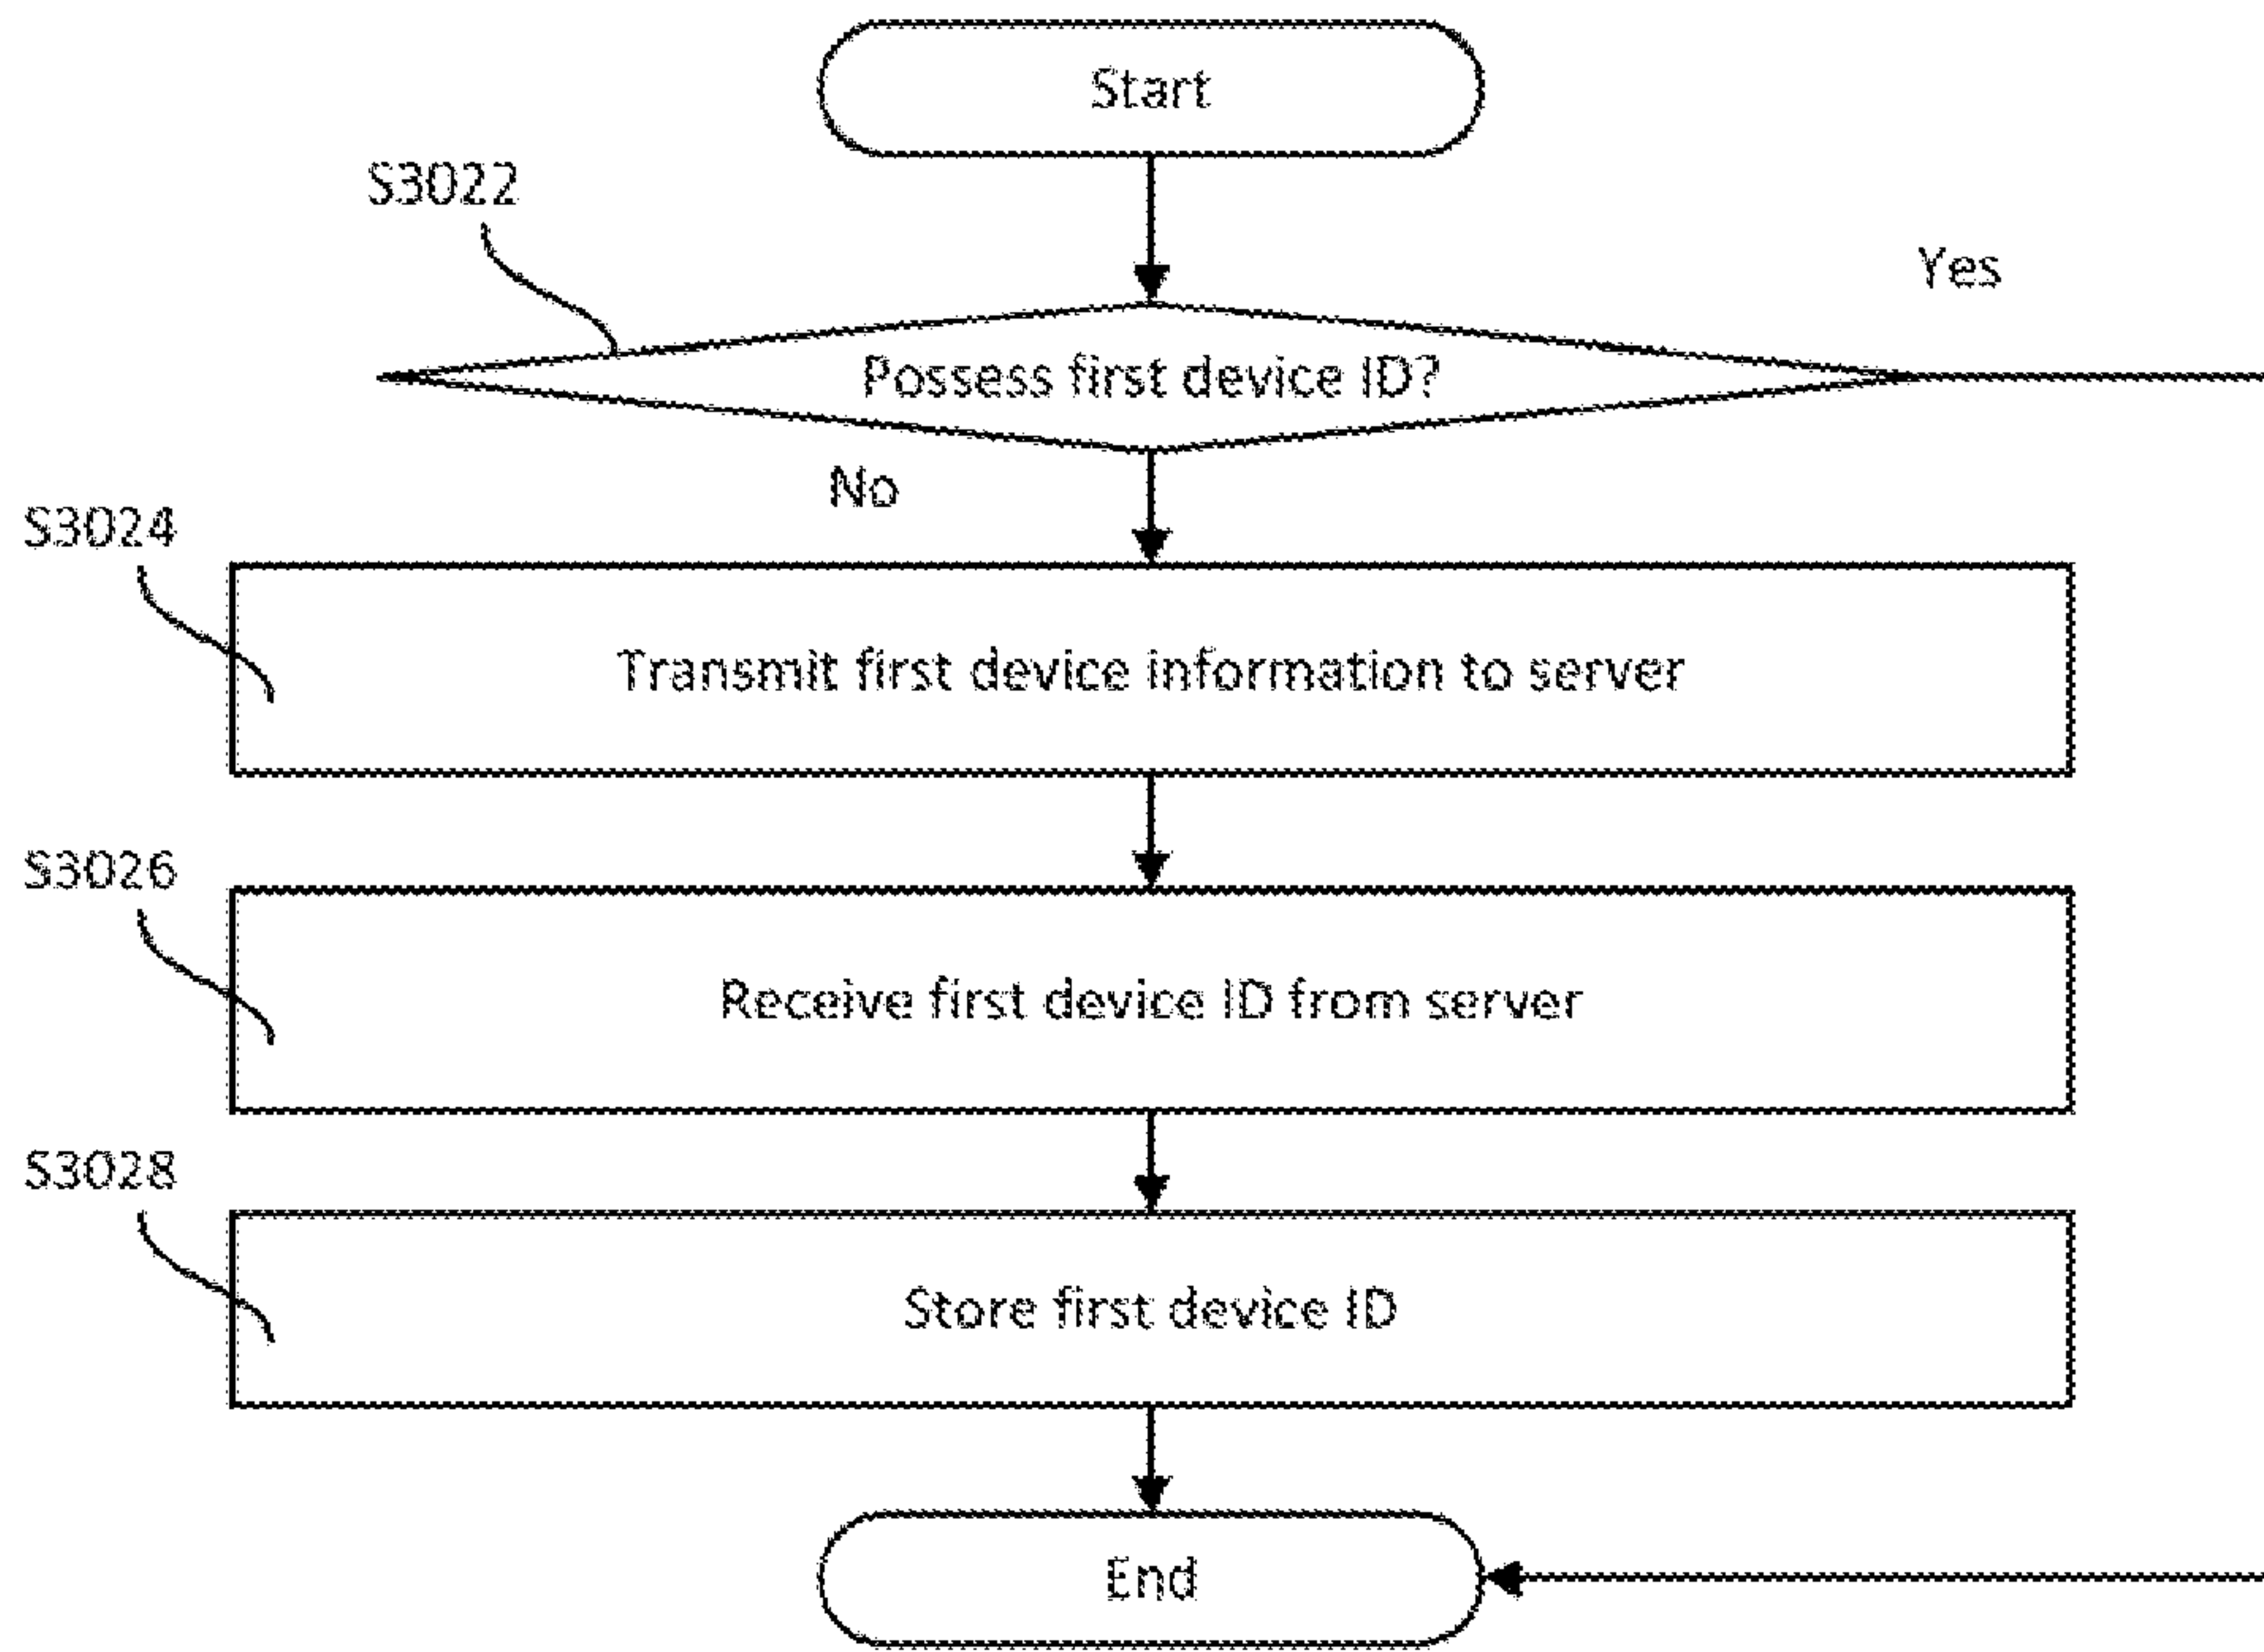 Start
S3022
Yes
Possess first device ID?
No
S3024
Transmit first device information to server
S3026
Receive first device ID from server
S3028
Store first device ID
End